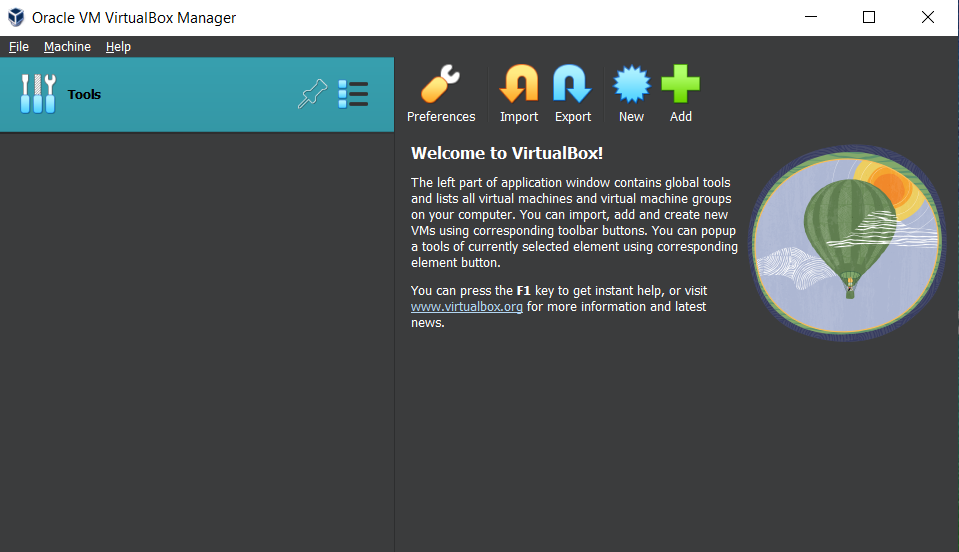 Oracle VM VirtualBox Manager
File Machine Help
Tools
Preferences Import Export New Add
Welcome to VirtualBox!
The left part of application window contains global tools
and lists all virtual machines and virtual machine groups
on your computer. You can import, add and create new
VMs using corresponding toolbar buttons. You can popup
a tools of currently selected element using corresponding
element button.
You can press the F1 key to get instant help, or visit
www.virtualbox.org for more information and latest
news.